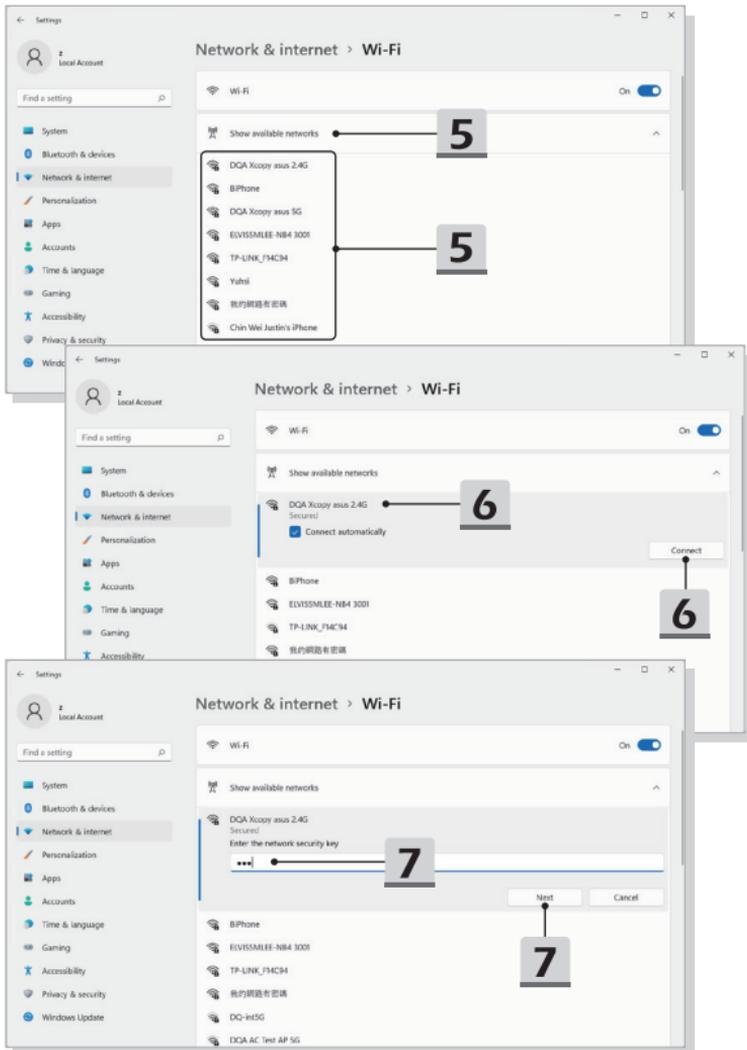 ← Settings
z
Local Account
Find a setting
System
Bluetooth & devices
Network & internet
Personalization
Apps
Accounts
Time & language
Gaming
Accessibility
Privacy & security
Network & internet > Wi-Fi
Wi-Fi
On
Show available networks
5
DQA Xcopy asus 2.4G
BiPhone
DQA Xcopy asus 5G
ELVISSMLEE-NB4 3001
TP-LINK_F14C94
Yuhsi
我的網路有密碼
Chin Wei Justin's iPhone
5
← Settings
z
Local Account
Find a setting
System
Bluetooth & devices
Network & internet
Personalization
Apps
Accounts
Time & language
Gaming
Accessibility
Network & internet > Wi-Fi
Wi-Fi
On
Show available networks
DQA Xcopy asus 2.4G
Secured
Connect automatically
6
Connect
6
BiPhone
ELVISSMLEE-NB4 3001
TP-LINK_F14C94
我的網路有密碼
← Settings
z
Local Account
Find a setting
System
Bluetooth & devices
Network & internet
Personalization
Apps
Accounts
Time & language
Gaming
Accessibility
Privacy & security
Windows Update
Network & internet > Wi-Fi
Wi-Fi
On
Show available networks
DQA Xcopy asus 2.4G
Secured
Enter the network security key
•••
7
Next
Cancel
7
BiPhone
ELVISSMLEE-NB4 3001
TP-LINK_F14C94
我的網路有密碼
DQ-int5G
DQA AC Test AP 5G